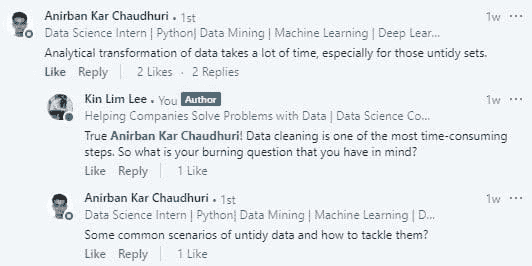 Anirban Kar Chaudhuri • 1st 1w ...
Data Science Intern | Python| Data Mining | Machine Learning | Deep Lear...
Analytical transformation of data takes a lot of time, especially for those untidy sets.
Like Reply | 2 Likes · 2 Replies
Kin Lim Lee • You Author 1w ...
Helping Companies Solve Problems with Data | Data Science Co...
True Anirban Kar Chaudhuri! Data cleaning is one of the most time-consuming
steps. So what is your burning question that you have in mind?
Like Reply | 1 Like
Anirban Kar Chaudhuri • 1st 1w ...
Data Science Intern | Python| Data Mining | Machine Learning | D...
Some common scenarios of untidy data and how to tackle them?
Like Reply | 1 Like